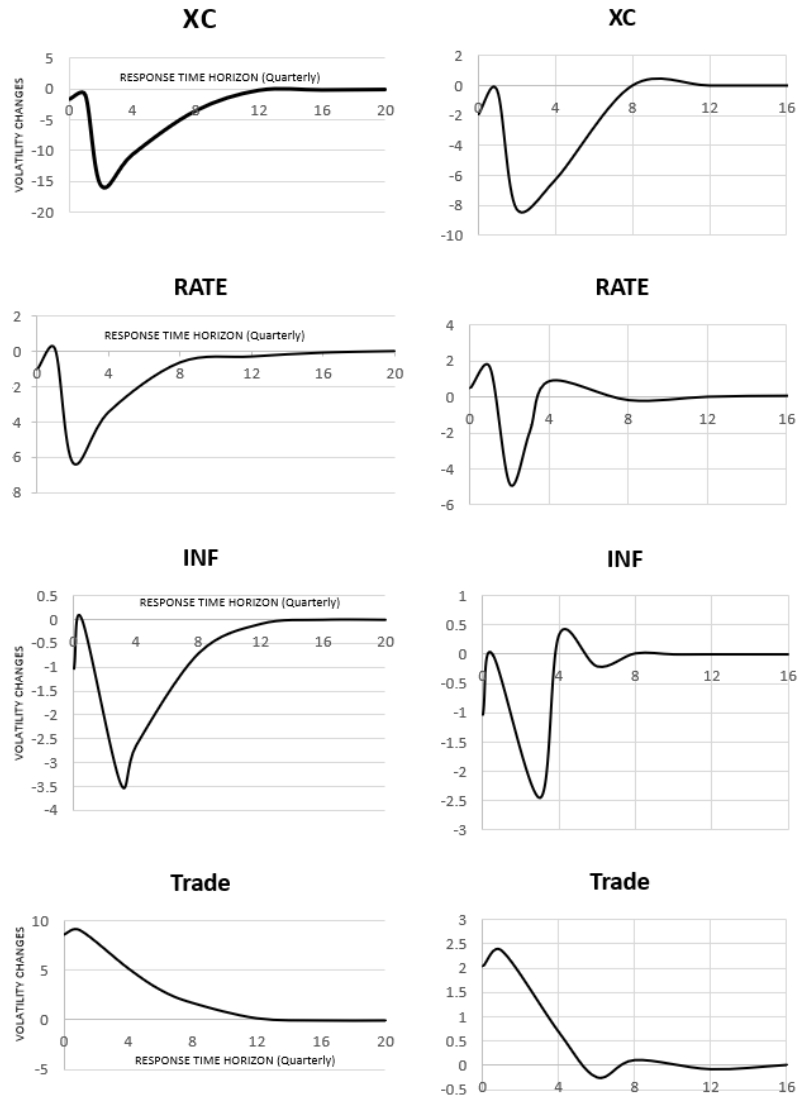 XC
XC
VOLATILITY CHANGES
RESPONSE TIME HORIZON (Quarterly)
5
0
-5
-10
-15
-20
0 4 8 12 16 20
2
0
-2
-4
-6
-8
-10
0 4 8 12 16
RATE
RATE
RESPONSE TIME HORIZON (Quarterly)
2
0
2
4
6
8
0 4 8 12 16 20
4
2
0
-2
-4
-6
0 4 8 12 16
INF
INF
VOLATILITY CHANGES
RESPONSE TIME HORIZON (Quarterly)
0.5
0
-0.5
-1
-1.5
-2
-2.5
-3
-3.5
-4
0 4 8 12 16 20
1
0.5
0
-0.5
-1
-1.5
-2
-2.5
-3
0 4 8 12 16
Trade
Trade
VOLATILITY CHANGES
10
5
0
-5
0 4 8 12 16 20
RESPONSE TIME HORIZON (Quarterly)
3
2.5
2
1.5
1
0.5
0
-0.5
0 4 8 12 16